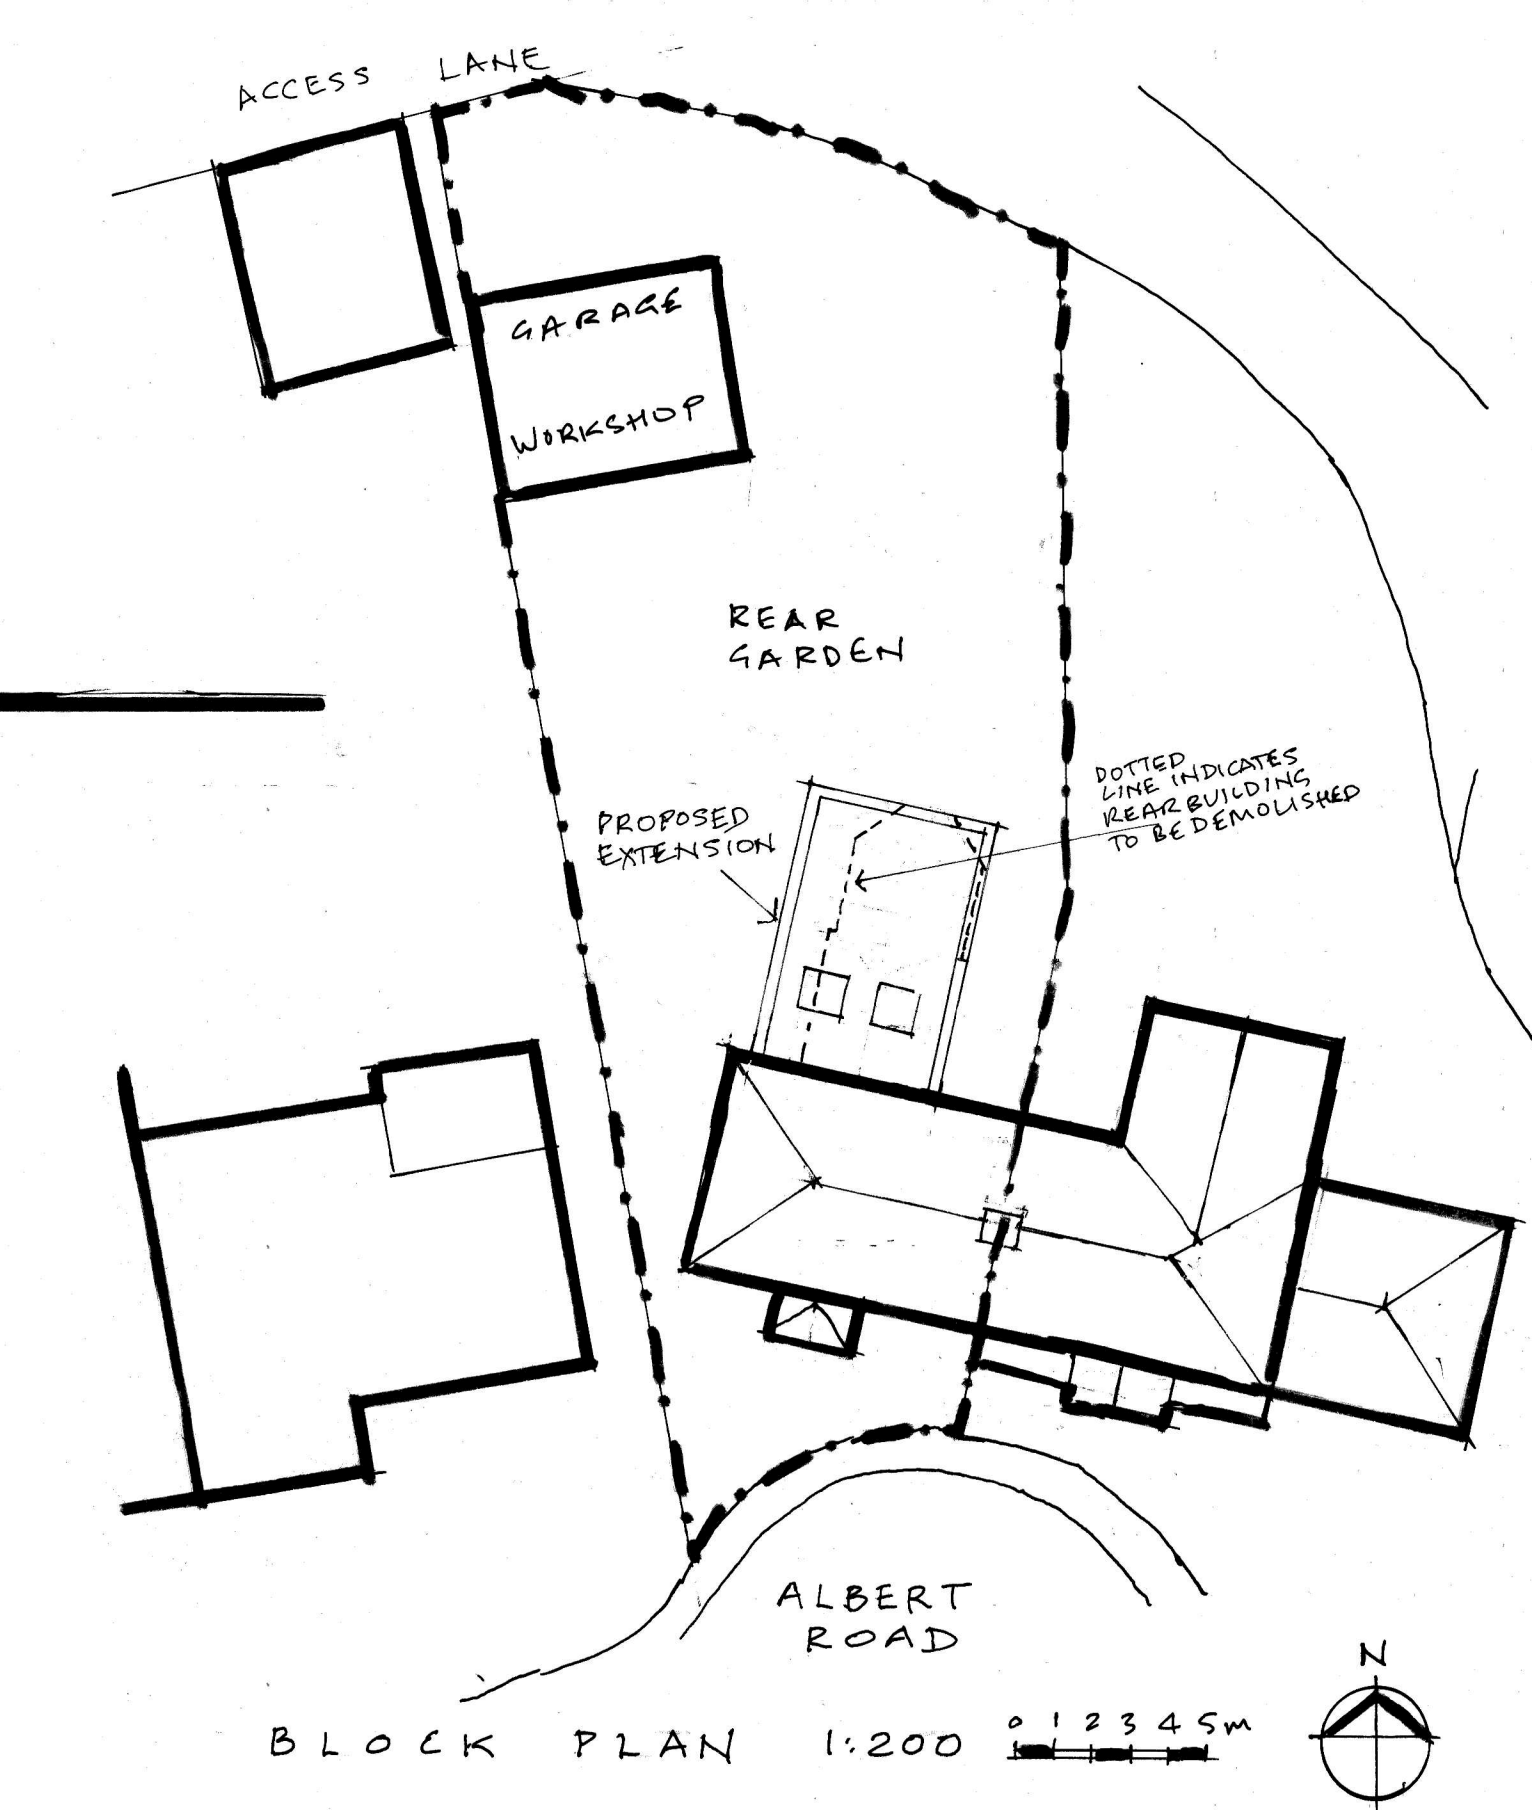 ACCESS LANE
GARAGE
WORKSHOP
REAR
GARDEN
DOTTED
LINE INDICATES
REAR BUILDING
TO BE DEMOLISHED
PROPOSED
EXTENSION
ALBERT
ROAD
N
BLOCK PLAN 1:200
0 1 2 3 4 5m